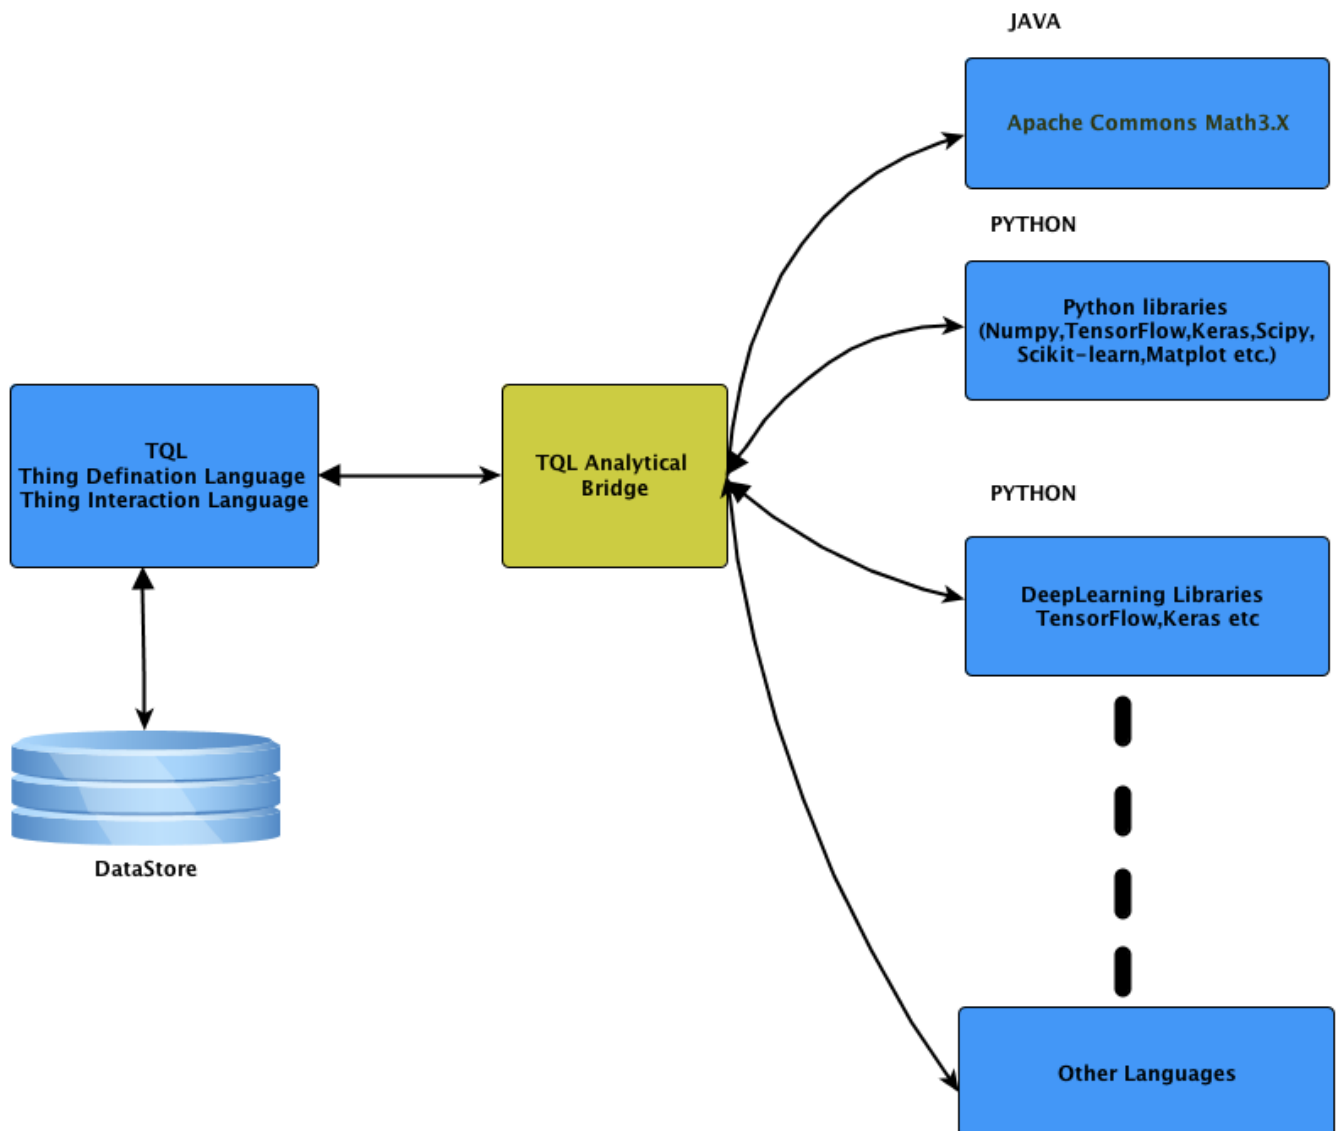 JAVA
Apache Commons Math3.X
PYTHON
Python libraries
(Numpy,TensorFlow,Keras,Scipy,
Scikit-learn,Matplot etc.)
TQL
Thing Defination Language
Thing Interaction Language
TQL Analytical
Bridge
PYTHON
DeepLearning Libraries
TensorFlow,Keras etc
DataStore
Other Languages